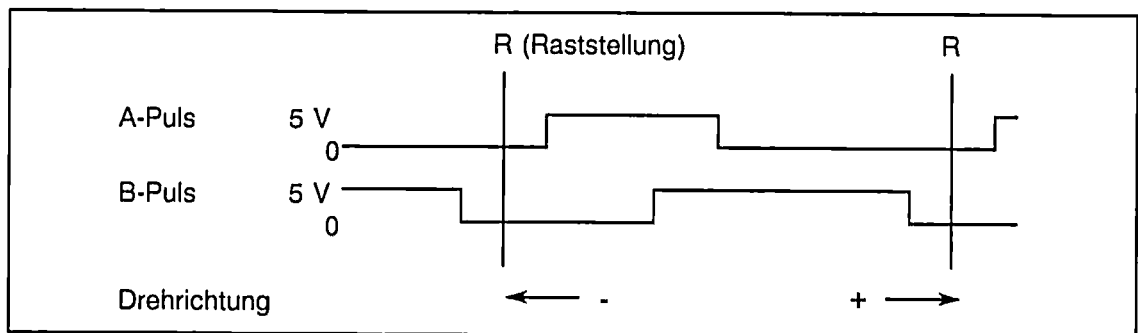 R (Raststellung) R
A-Puls 5 V
0
B-Puls 5 V
0
Drehrichtung - +